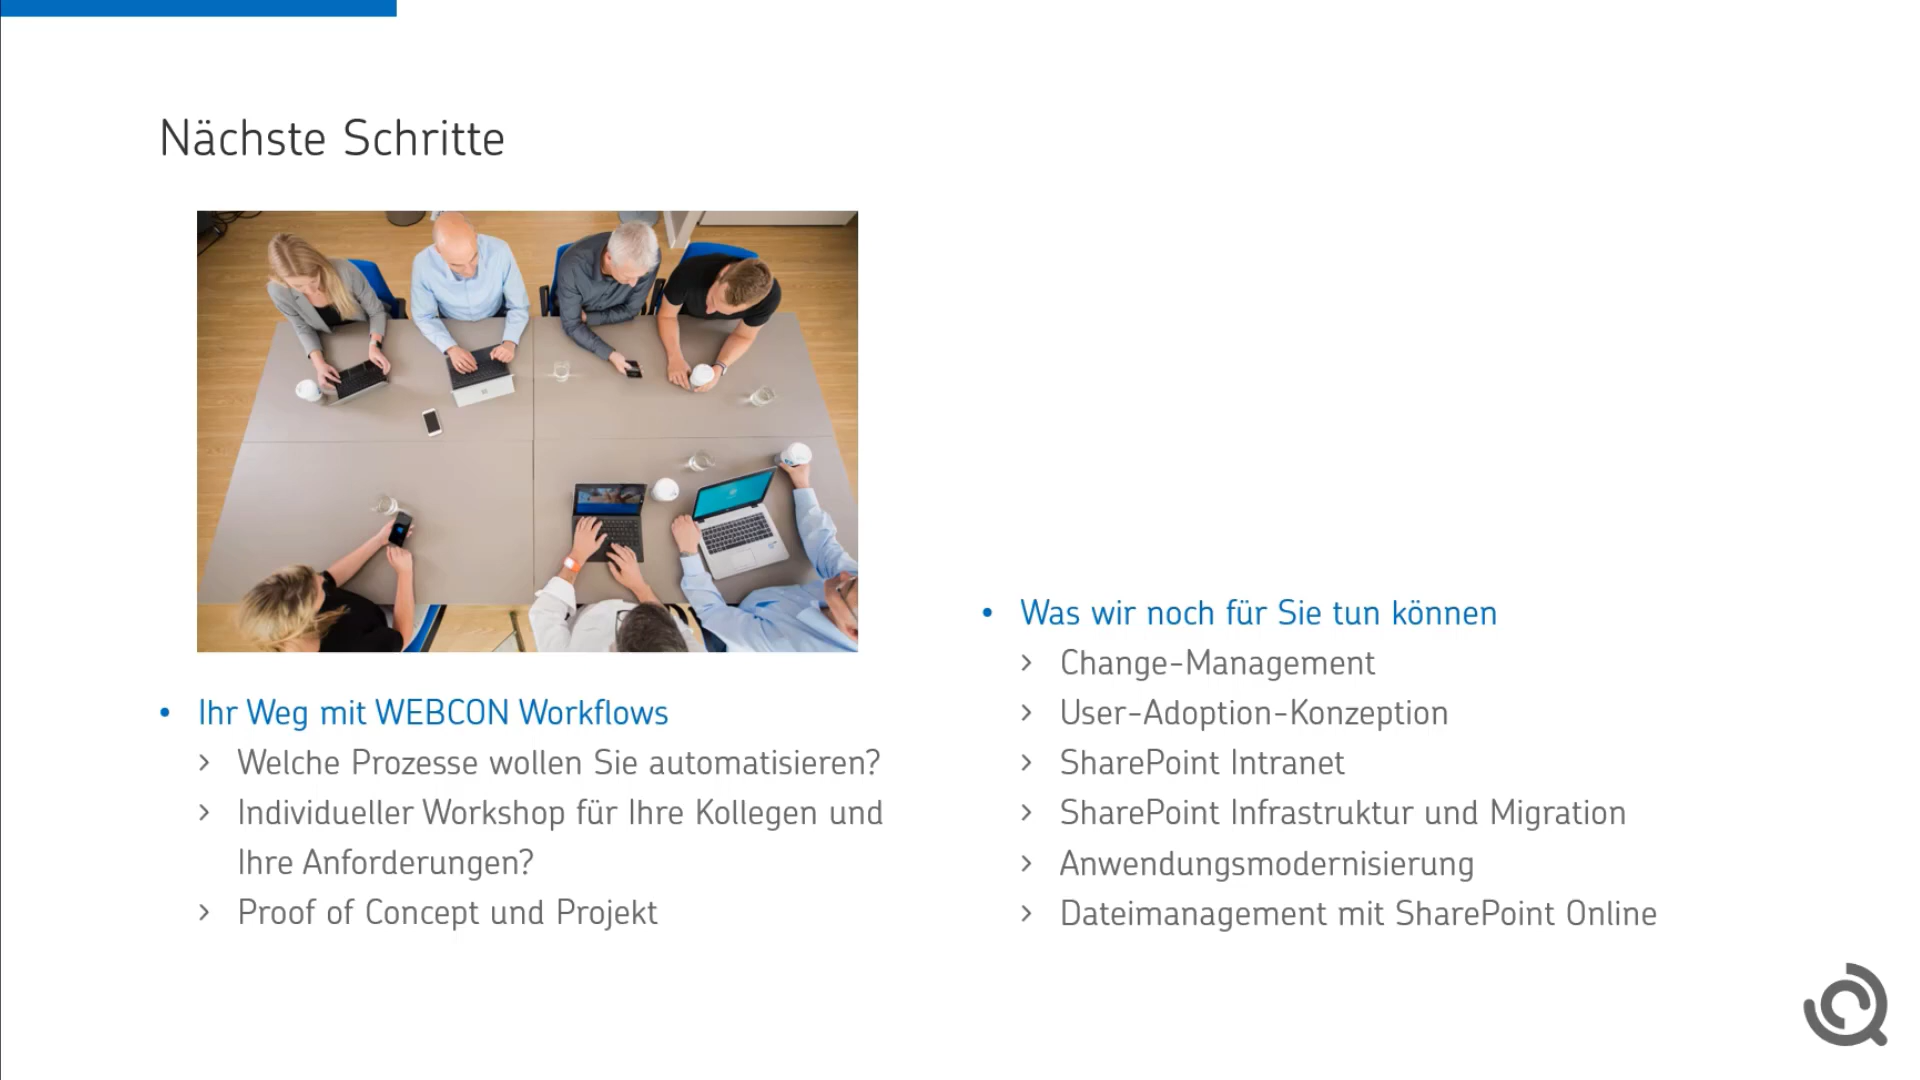 Nächste Schritte
• Ihr Weg mit WEBCON Workflows
› Welche Prozesse wollen Sie automatisieren?
› Individueller Workshop für Ihre Kollegen und
Ihre Anforderungen?
› Proof of Concept und Projekt
• Was wir noch für Sie tun können
› Change-Management
› User-Adoption-Konzeption
› SharePoint Intranet
› SharePoint Infrastruktur und Migration
› Anwendungsmodernisierung
› Dateimanagement mit SharePoint Online